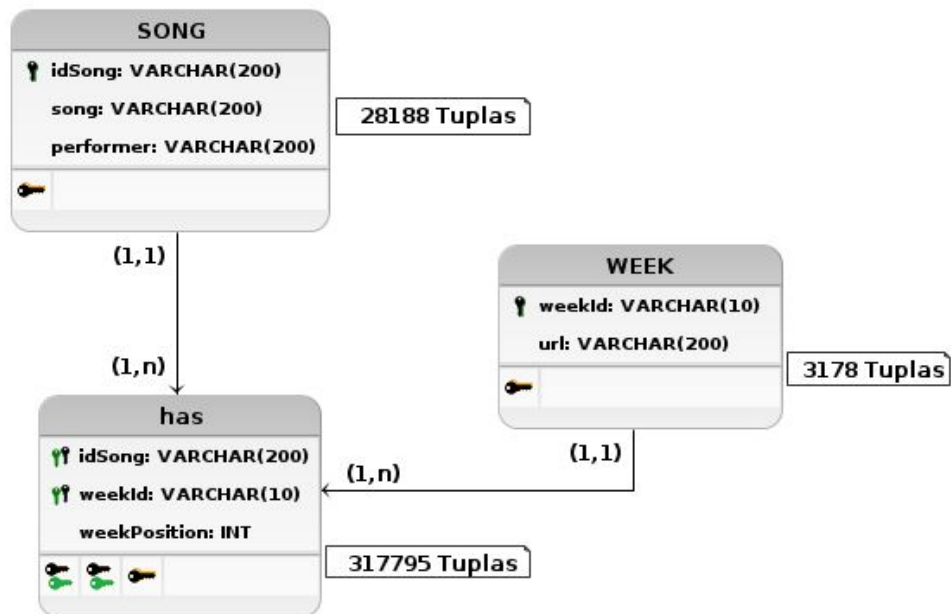 SONG
idSong: VARCHAR(200)
song: VARCHAR(200)
performer: VARCHAR(200)
28188 Tuplas
(1,1)
(1,n)
WEEK
weekId: VARCHAR(10)
url: VARCHAR(200)
3178 Tuplas
(1,1)
(1,n)
has
idSong: VARCHAR(200)
weekId: VARCHAR(10)
weekPosition: INT
317795 Tuplas